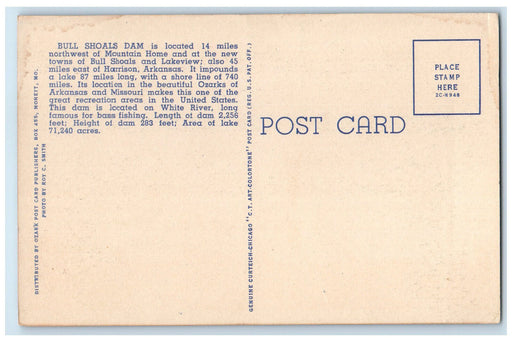 BULL SHOALS DAM is located 14 miles
northwest of Mountain Home and at the new
towns of Bull Shoals and Lakeview; also 45
miles east of Harrison, Arkansas. It impounds
a lake 87 miles long, with a shore line of 740
miles. Its location in the beautiful Ozarks of
Arkansas and Missouri makes this one of the
great recreation areas in the United States.
This dam is located on White River, long
famous for bass fishing. Length of dam 2,256
feet; Height of dam 283 feet; Area of lake
71,240 acres.
DISTRIBUTED BY OZARK POST CARD PUBLISHERS, BOX 455, MONETT, MO.
PHOTO BY ROY C. SMITH
GENUINE CURTEICH-CHICAGO "C.T. ART-COLORTONE" POST CARD (REG. U.S. PAT. OFF.)
POST CARD
PLACE
STAMP
HERE
2C-K948